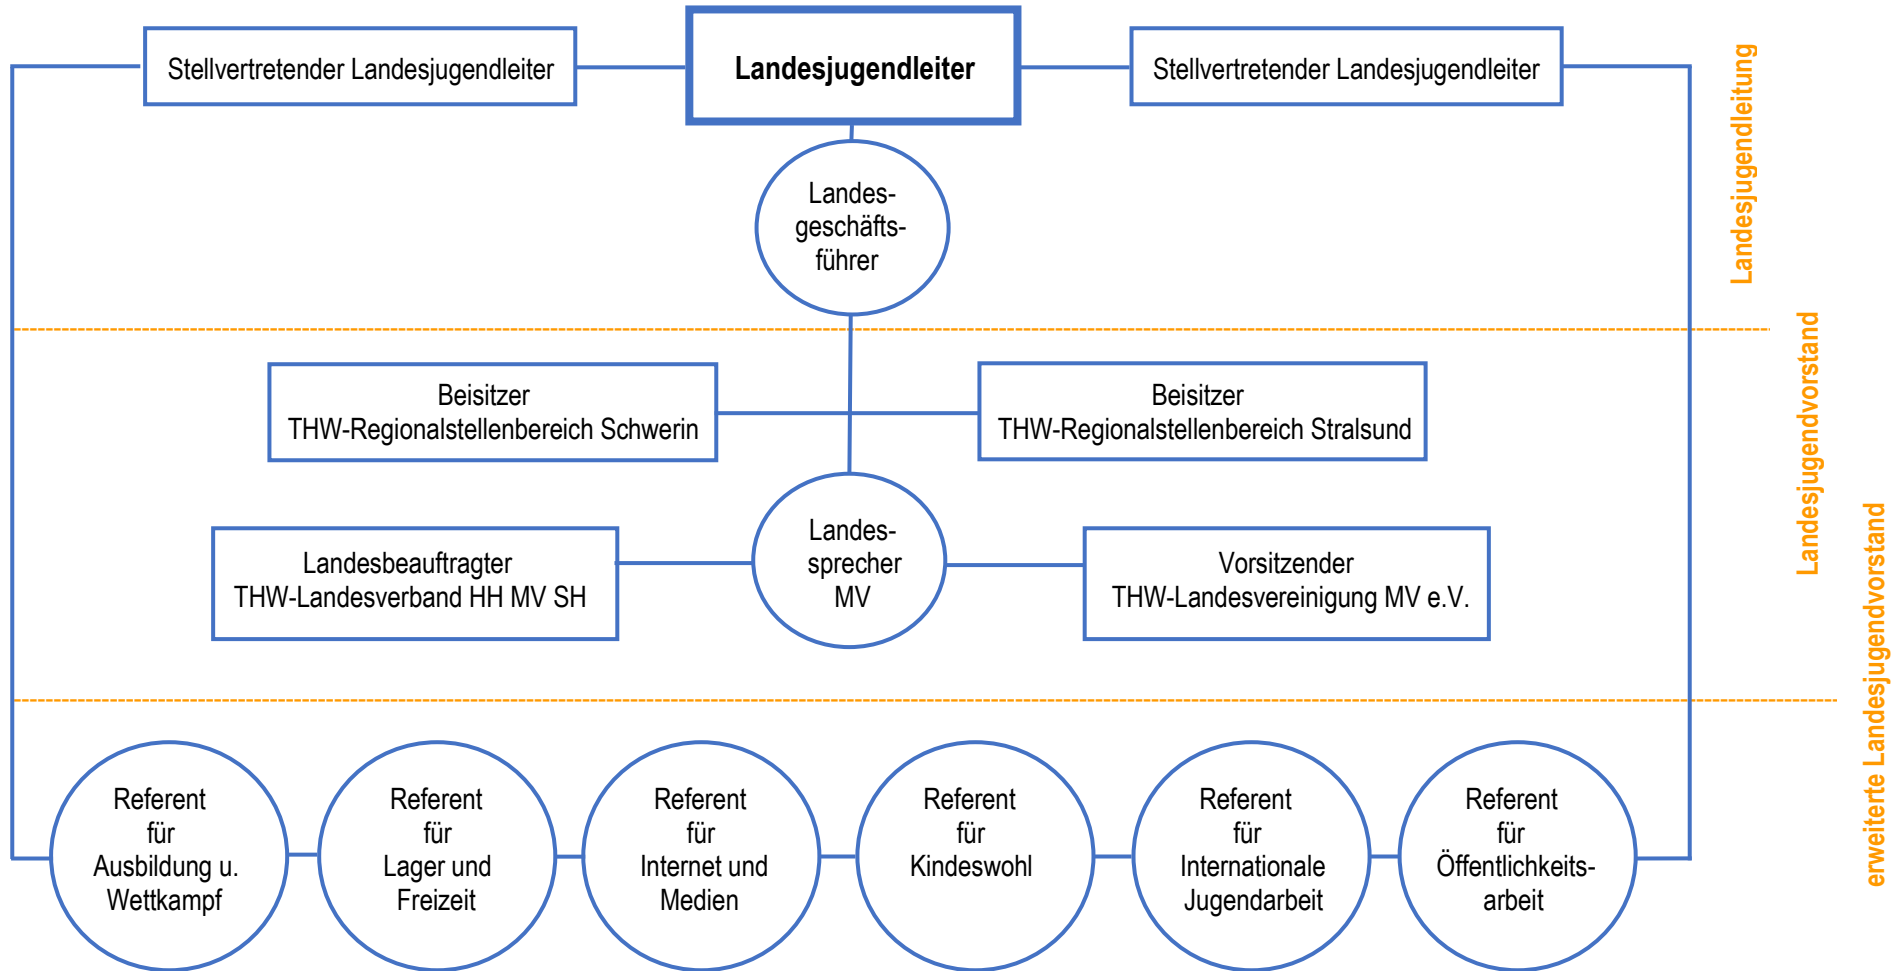 Stellvertretender Landesjugendleiter
Landesjugendleiter
Stellvertretender Landesjugendleiter
Landesjugendleitung
Landes-
geschäfts-
führer
Landesjugendvorstand
Beisitzer
THW-Regionalstellenbereich Schwerin
Beisitzer
THW-Regionalstellenbereich Stralsund
erweiterte Landesjugendvorstand
Landesbeauftragter
THW-Landesverband HH MV SH
Landes-
sprecher
MV
Vorsitzender
THW-Landesvereinigung MV e.V.
Referent
für
Ausbildung u.
Wettkampf
Referent
für
Lager und
Freizeit
Referent
für
Internet und
Medien
Referent
für
Kindeswohl
Referent
für
Internationale
Jugendarbeit
Referent
für
Öffentlichkeits-
arbeit